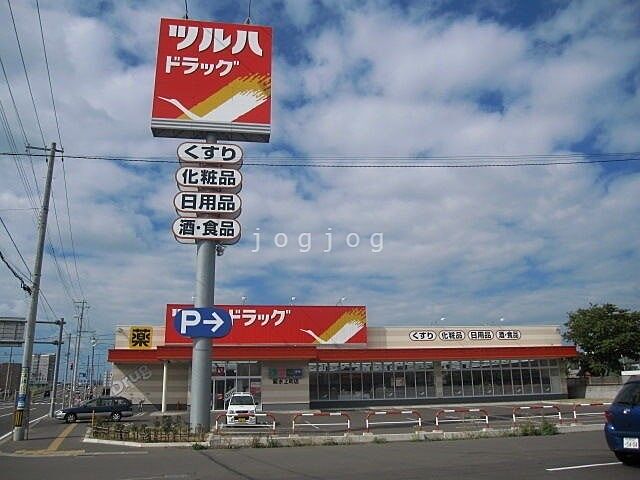 ツルハ
ドラッグ
くすり
化粧品
日用品
酒・食品
jogjog
P→
ドラッグ
薬
くすり 化粧品 日用品 酒・食品
Drug